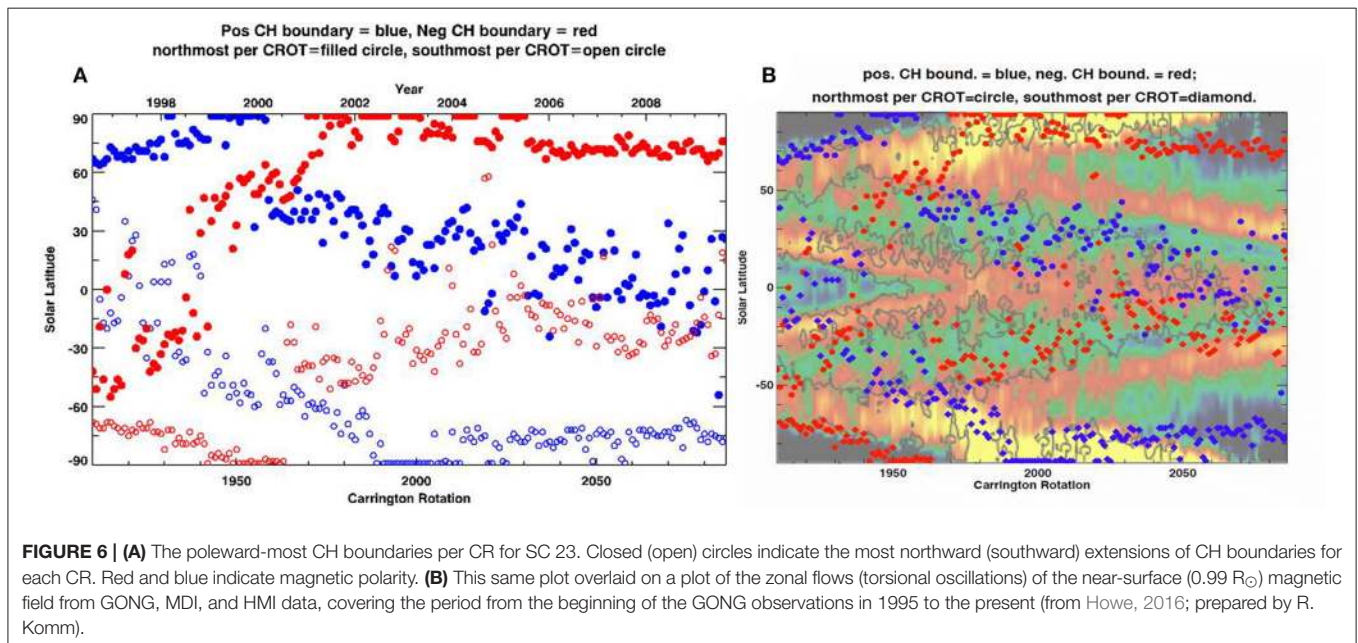 Pos CH boundary = blue, Neg CH boundary = red
northmost per CROT=filled circle, southmost per CROT=open circle
A
Year
1998 2000 2002 2004 2006 2008
90
60
30
0
-30
-60
-90
Solar Latitude
1950 2000 2050
Carrington Rotation
B
pos. CH bound. = blue, neg. CH bound. = red;
northmost per CROT=circle, southmost per CROT=diamond.
50
0
-50
Solar Latitude
1950 2000 2050
Carrington Rotation
FIGURE 6 | (A) The poleward-most CH boundaries per CR for SC 23. Closed (open) circles indicate the most northward (southward) extensions of CH boundaries for
each CR. Red and blue indicate magnetic polarity. (B) This same plot overlaid on a plot of the zonal flows (torsional oscillations) of the near-surface (0.99 R⊙) magnetic
field from GONG, MDI, and HMI data, covering the period from the beginning of the GONG observations in 1995 to the present (from Howe, 2016; prepared by R.
Komm).